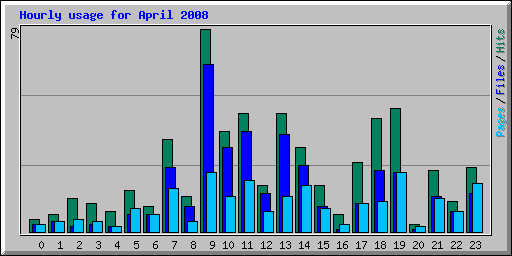 Hourly usage for April 2008
79
Pages/Files/Hits
0 1 2 3 4 5 6 7 8 9 10 11 12 13 14 15 16 17 18 19 20 21 22 23